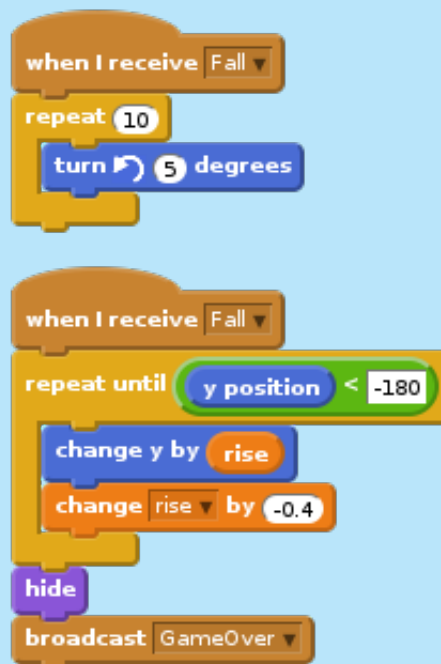 when I receive Fall
repeat 10
turn 5 degrees
when I receive Fall
repeat until y position < -180
change y by rise
change rise by -0.4
hide
broadcast GameOver